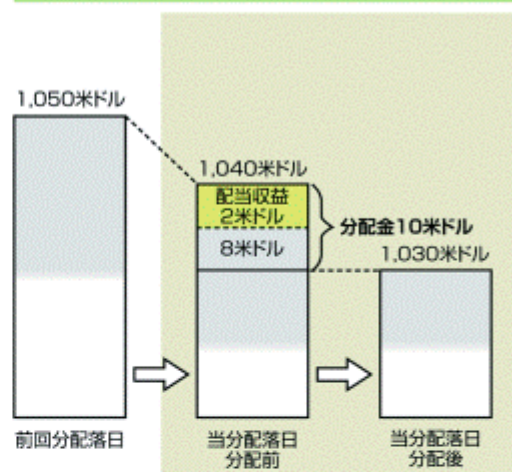 1,050米ドル
1,040米ドル
配当収益
2米ドル
8米ドル
分配金10米ドル
1,030米ドル
前回分配落日
当分配落日
分配前
当分配落日
分配後